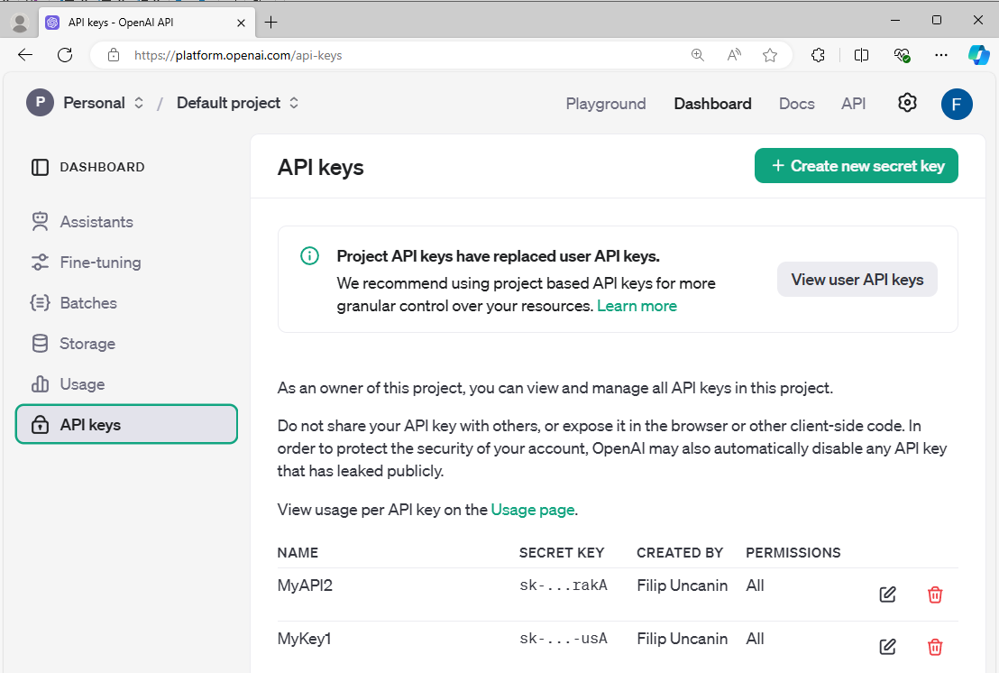 API keys - OpenAI API
https://platform.openai.com/api-keys
P Personal / Default project
Playground Dashboard Docs API F
DASHBOARD
Assistants
Fine-tuning
Batches
Storage
Usage
API keys
API keys
+ Create new secret key
Project API keys have replaced user API keys.
We recommend using project based API keys for more
granular control over your resources. Learn more
View user API keys
As an owner of this project, you can view and manage all API keys in this project.
Do not share your API key with others, or expose it in the browser or other client-side code. In
order to protect the security of your account, OpenAI may also automatically disable any API key
that has leaked publicly.
View usage per API key on the Usage page.
NAME SECRET KEY CREATED BY PERMISSIONS
MyAPI2 sk-...rakA Filip Uncanin All
MyKey1 sk-...-usA Filip Uncanin All